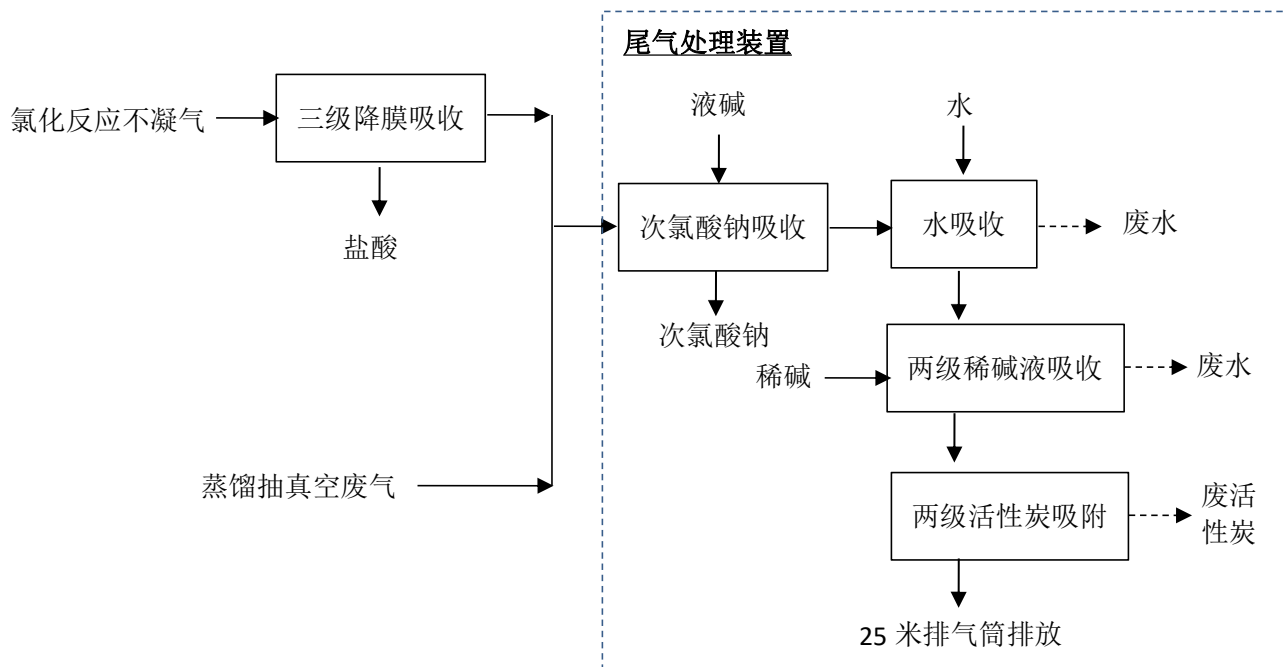 尾气处理装置
氯化反应不凝气
三级降膜吸收
盐酸
液碱
水
次氯酸钠吸收
水吸收
废水
次氯酸钠
稀碱
两级稀碱液吸收
废水
蒸馏抽真空废气
两级活性炭吸附
废活
性炭
25 米排气筒排放